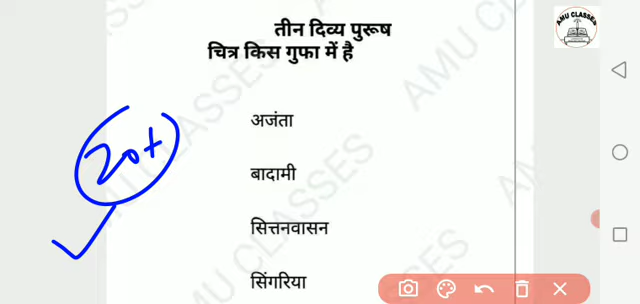 तीन दिव्य पुरूष
चित्र किस गुफा में है
अजंता
बादामी
सित्तनवासन
सिंगरिया
20+
AMU CLASSES